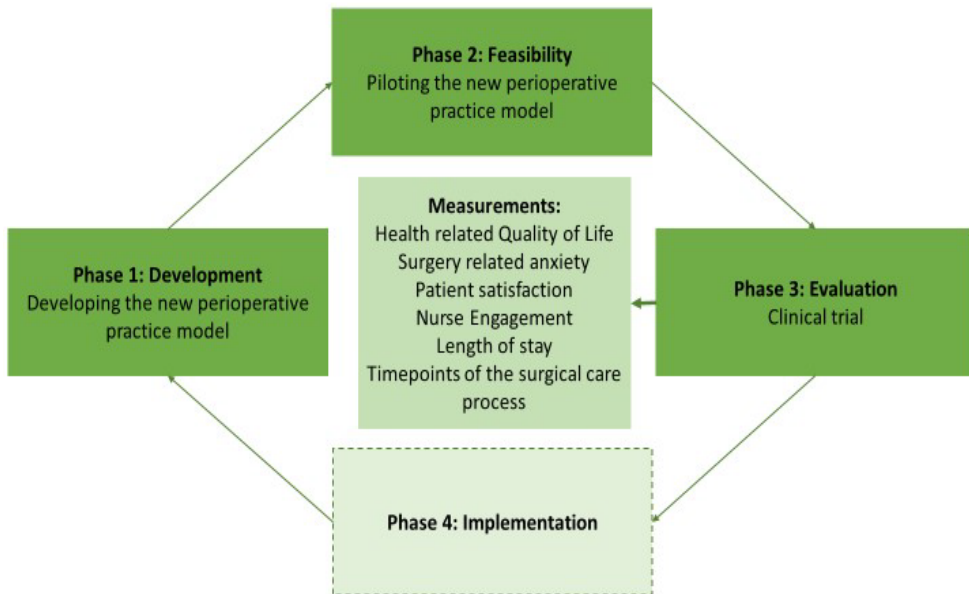 Phase 2: Feasibility
Piloting the new perioperative
practice model
Phase 1: Development
Developing the new perioperative
practice model
Measurements:
Health related Quality of Life
Surgery related anxiety
Patient satisfaction
Nurse Engagement
Length of stay
Timepoints of the surgical care
process
Phase 3: Evaluation
Clinical trial
Phase 4: Implementation